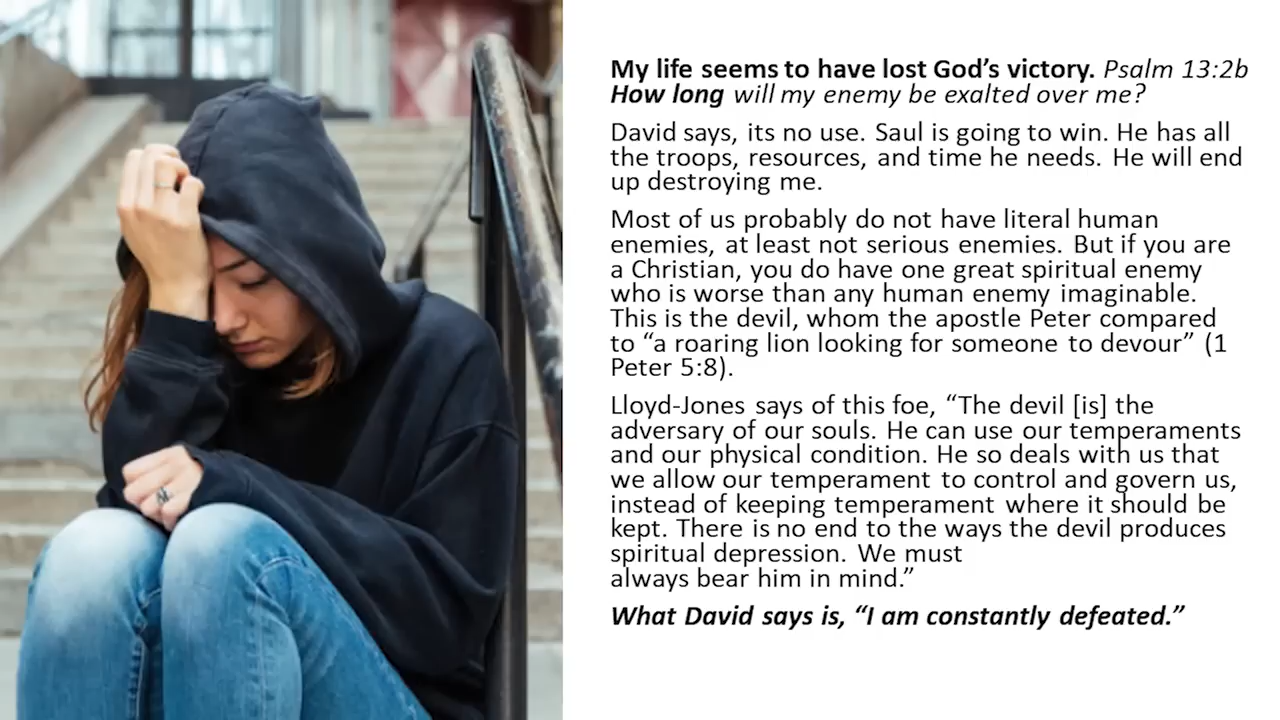 My life seems to have lost God’s victory. Psalm 13:2b
How long will my enemy be exalted over me?
David says, its no use. Saul is going to win. He has all
the troops, resources, and time he needs. He will end
up destroying me.
Most of us probably do not have literal human
enemies, at least not serious enemies. But if you are
a Christian, you do have one great spiritual enemy
who is worse than any human enemy imaginable.
This is the devil, whom the apostle Peter compared
to “a roaring lion looking for someone to devour” (1
Peter 5:8).
Lloyd-Jones says of this foe, “The devil [is] the
adversary of our souls. He can use our temperaments
and our physical condition. He so deals with us that
we allow our temperament to control and govern us,
instead of keeping temperament where it should be
kept. There is no end to the ways the devil produces
spiritual depression. We must
always bear him in mind.”
What David says is, “I am constantly defeated.”